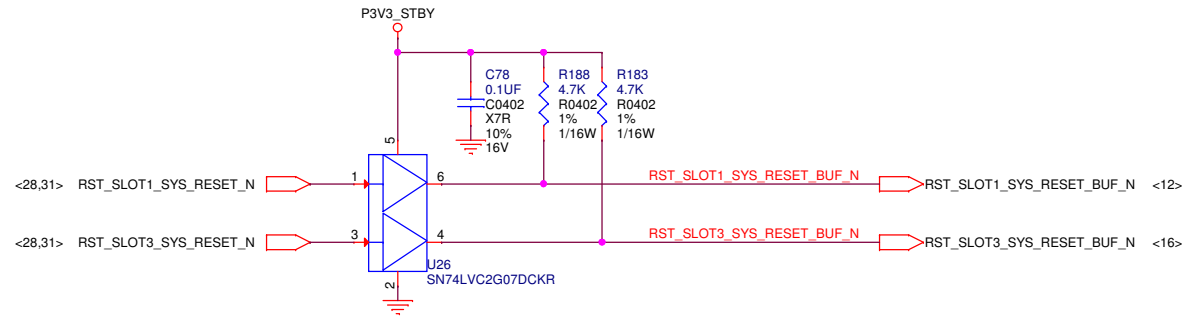 P3V3_STBY
C78
0.1UF
C0402
X7R
10%
16V
R188
4.7K
R0402
1%
1/16W
R183
4.7K
R0402
1%
1/16W
5
<28,31> RST_SLOT1_SYS_RESET_N 1 6 RST_SLOT1_SYS_RESET_BUF_N RST_SLOT1_SYS_RESET_BUF_N <12>
<28,31> RST_SLOT3_SYS_RESET_N 3 4 RST_SLOT3_SYS_RESET_BUF_N RST_SLOT3_SYS_RESET_BUF_N <16>
2
U26
SN74LVC2G07DCKR